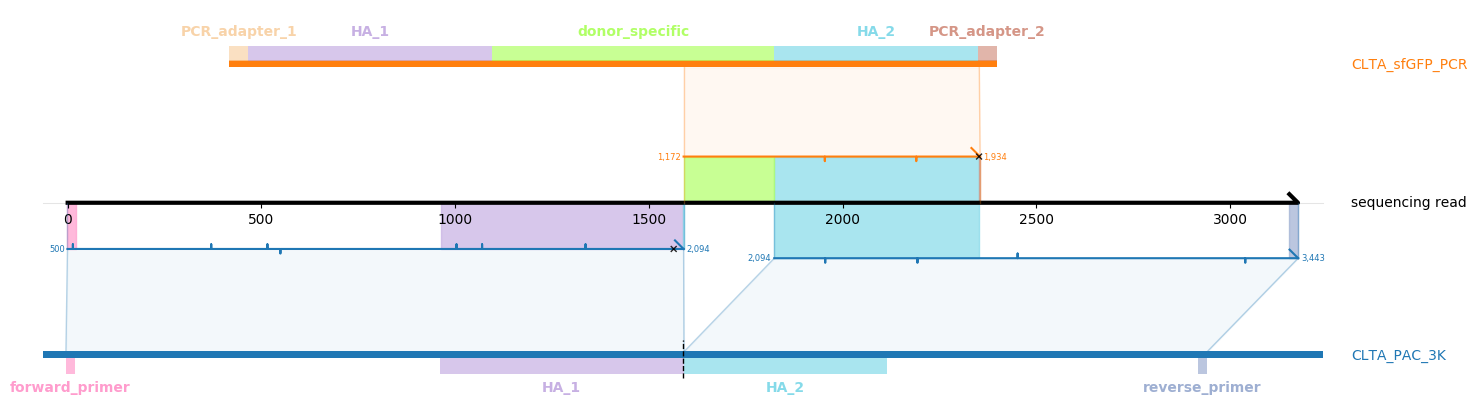 PCR_adapter_1 HA_1 donor_specific HA_2 PCR_adapter_2
CLTA_sfGFP_PCR
1,172 1,934
sequencing read
0 500 1000 1500 2000 2500 3000
500 2,094
2,094 3,443
CLTA_PAC_3K
forward_primer HA_1 HA_2 reverse_primer